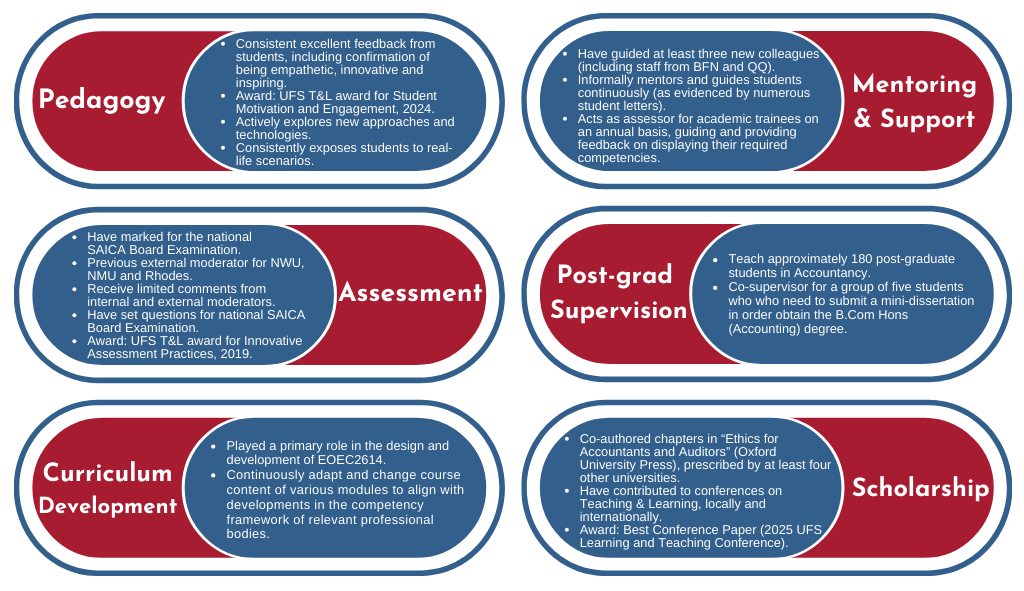 Pedagogy
• Consistent excellent feedback from
students, including confirmation of
being empathetic, innovative and
inspiring.
• Award: UFS T&L award for Student
Motivation and Engagement, 2024.
• Actively explores new approaches and
technologies.
• Consistently exposes students to real-
life scenarios.
• Have guided at least three new colleagues
(including staff from BFN and QQ).
• Informally mentors and guides students
continuously (as evidenced by numerous
student letters).
• Acts as assessor for academic trainees on
an annual basis, guiding and providing
feedback on displaying their required
competencies.
Mentoring
& Support
• Have marked for the national
SAICA Board Examination.
• Previous external moderator for NWU,
NMU and Rhodes.
• Receive limited comments from
internal and external moderators.
• Have set questions for national SAICA
Board Examination.
• Award: UFS T&L award for Innovative
Assessment Practices, 2019.
Assessment
Post-grad
Supervision
• Teach approximately 180 post-graduate
students in Accountancy.
• Co-supervisor for a group of five students
who who need to submit a mini-dissertation
in order obtain the B.Com Hons
(Accounting) degree.
Curriculum
Development
• Played a primary role in the design and
development of EOEC2614.
• Continuously adapt and change course
content of various modules to align with
developments in the competency
framework of relevant professional
bodies.
• Co-authored chapters in “Ethics for
Accountants and Auditors” (Oxford
University Press), prescribed by at least four
other universities.
• Have contributed to conferences on
Teaching & Learning, locally and
internationally.
• Award: Best Conference Paper (2025 UFS
Learning and Teaching Conference).
Scholarship